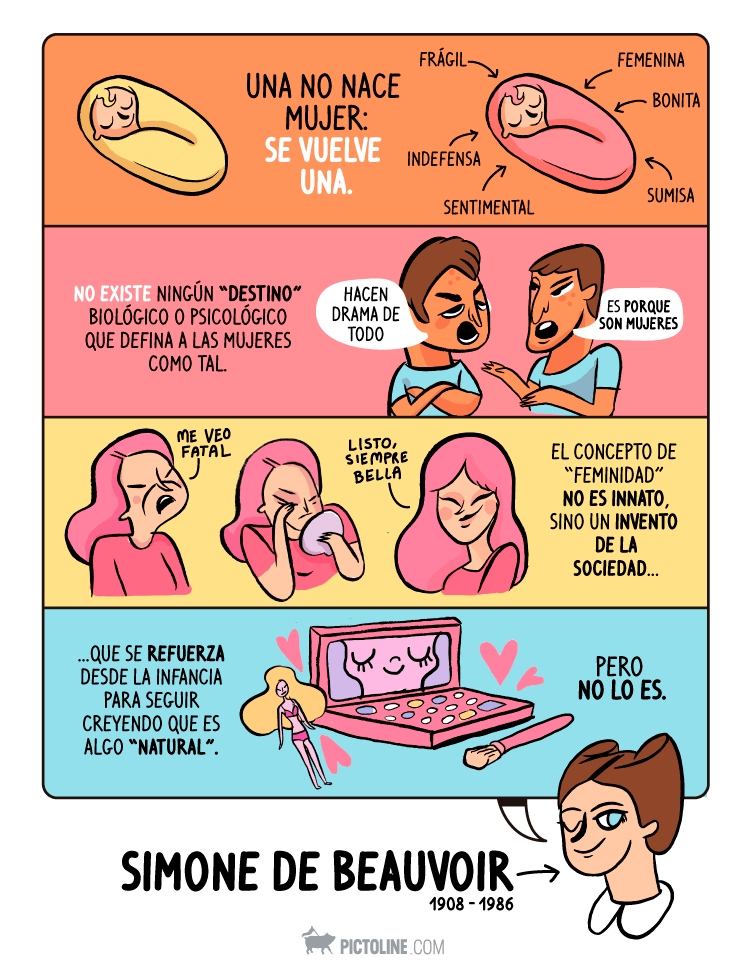 UNA NO NACE
MUJER:
SE VUELVE
UNA.
FRÁGIL
FEMENINA
BONITA
INDEFENSA
SENTIMENTAL
SUMISA
NO EXISTE NINGÚN “DESTINO”
BIOLÓGICO O PSICOLÓGICO
QUE DEFINA A LAS MUJERES
COMO TAL.
HACEN
DRAMA DE
TODO
ES PORQUE
SON MUJERES
ME VEO
FATAL
LISTO,
SIEMPRE
BELLA
EL CONCEPTO DE
“FEMINIDAD”
NO ES INNATO,
SINO UN INVENTO
DE LA
SOCIEDAD...
...QUE SE REFUERZA
DESDE LA INFANCIA
PARA SEGUIR
CREYENDO QUE ES
ALGO “NATURAL”.
PERO
NO LO ES.
SIMONE DE BEAUVOIR
1908 - 1986
PICTOLINE.COM